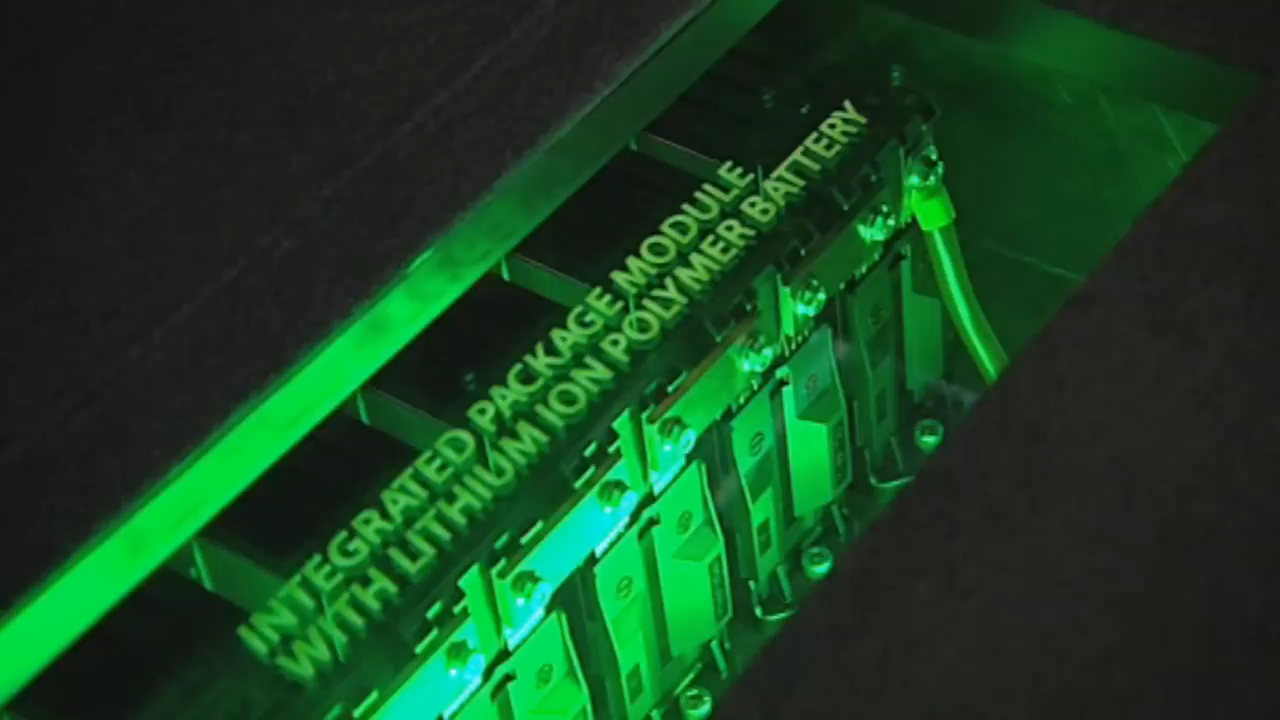 INTEGRATED PACKAGE MODULE
WITH LITHIUM ION POLYMER BATTERY